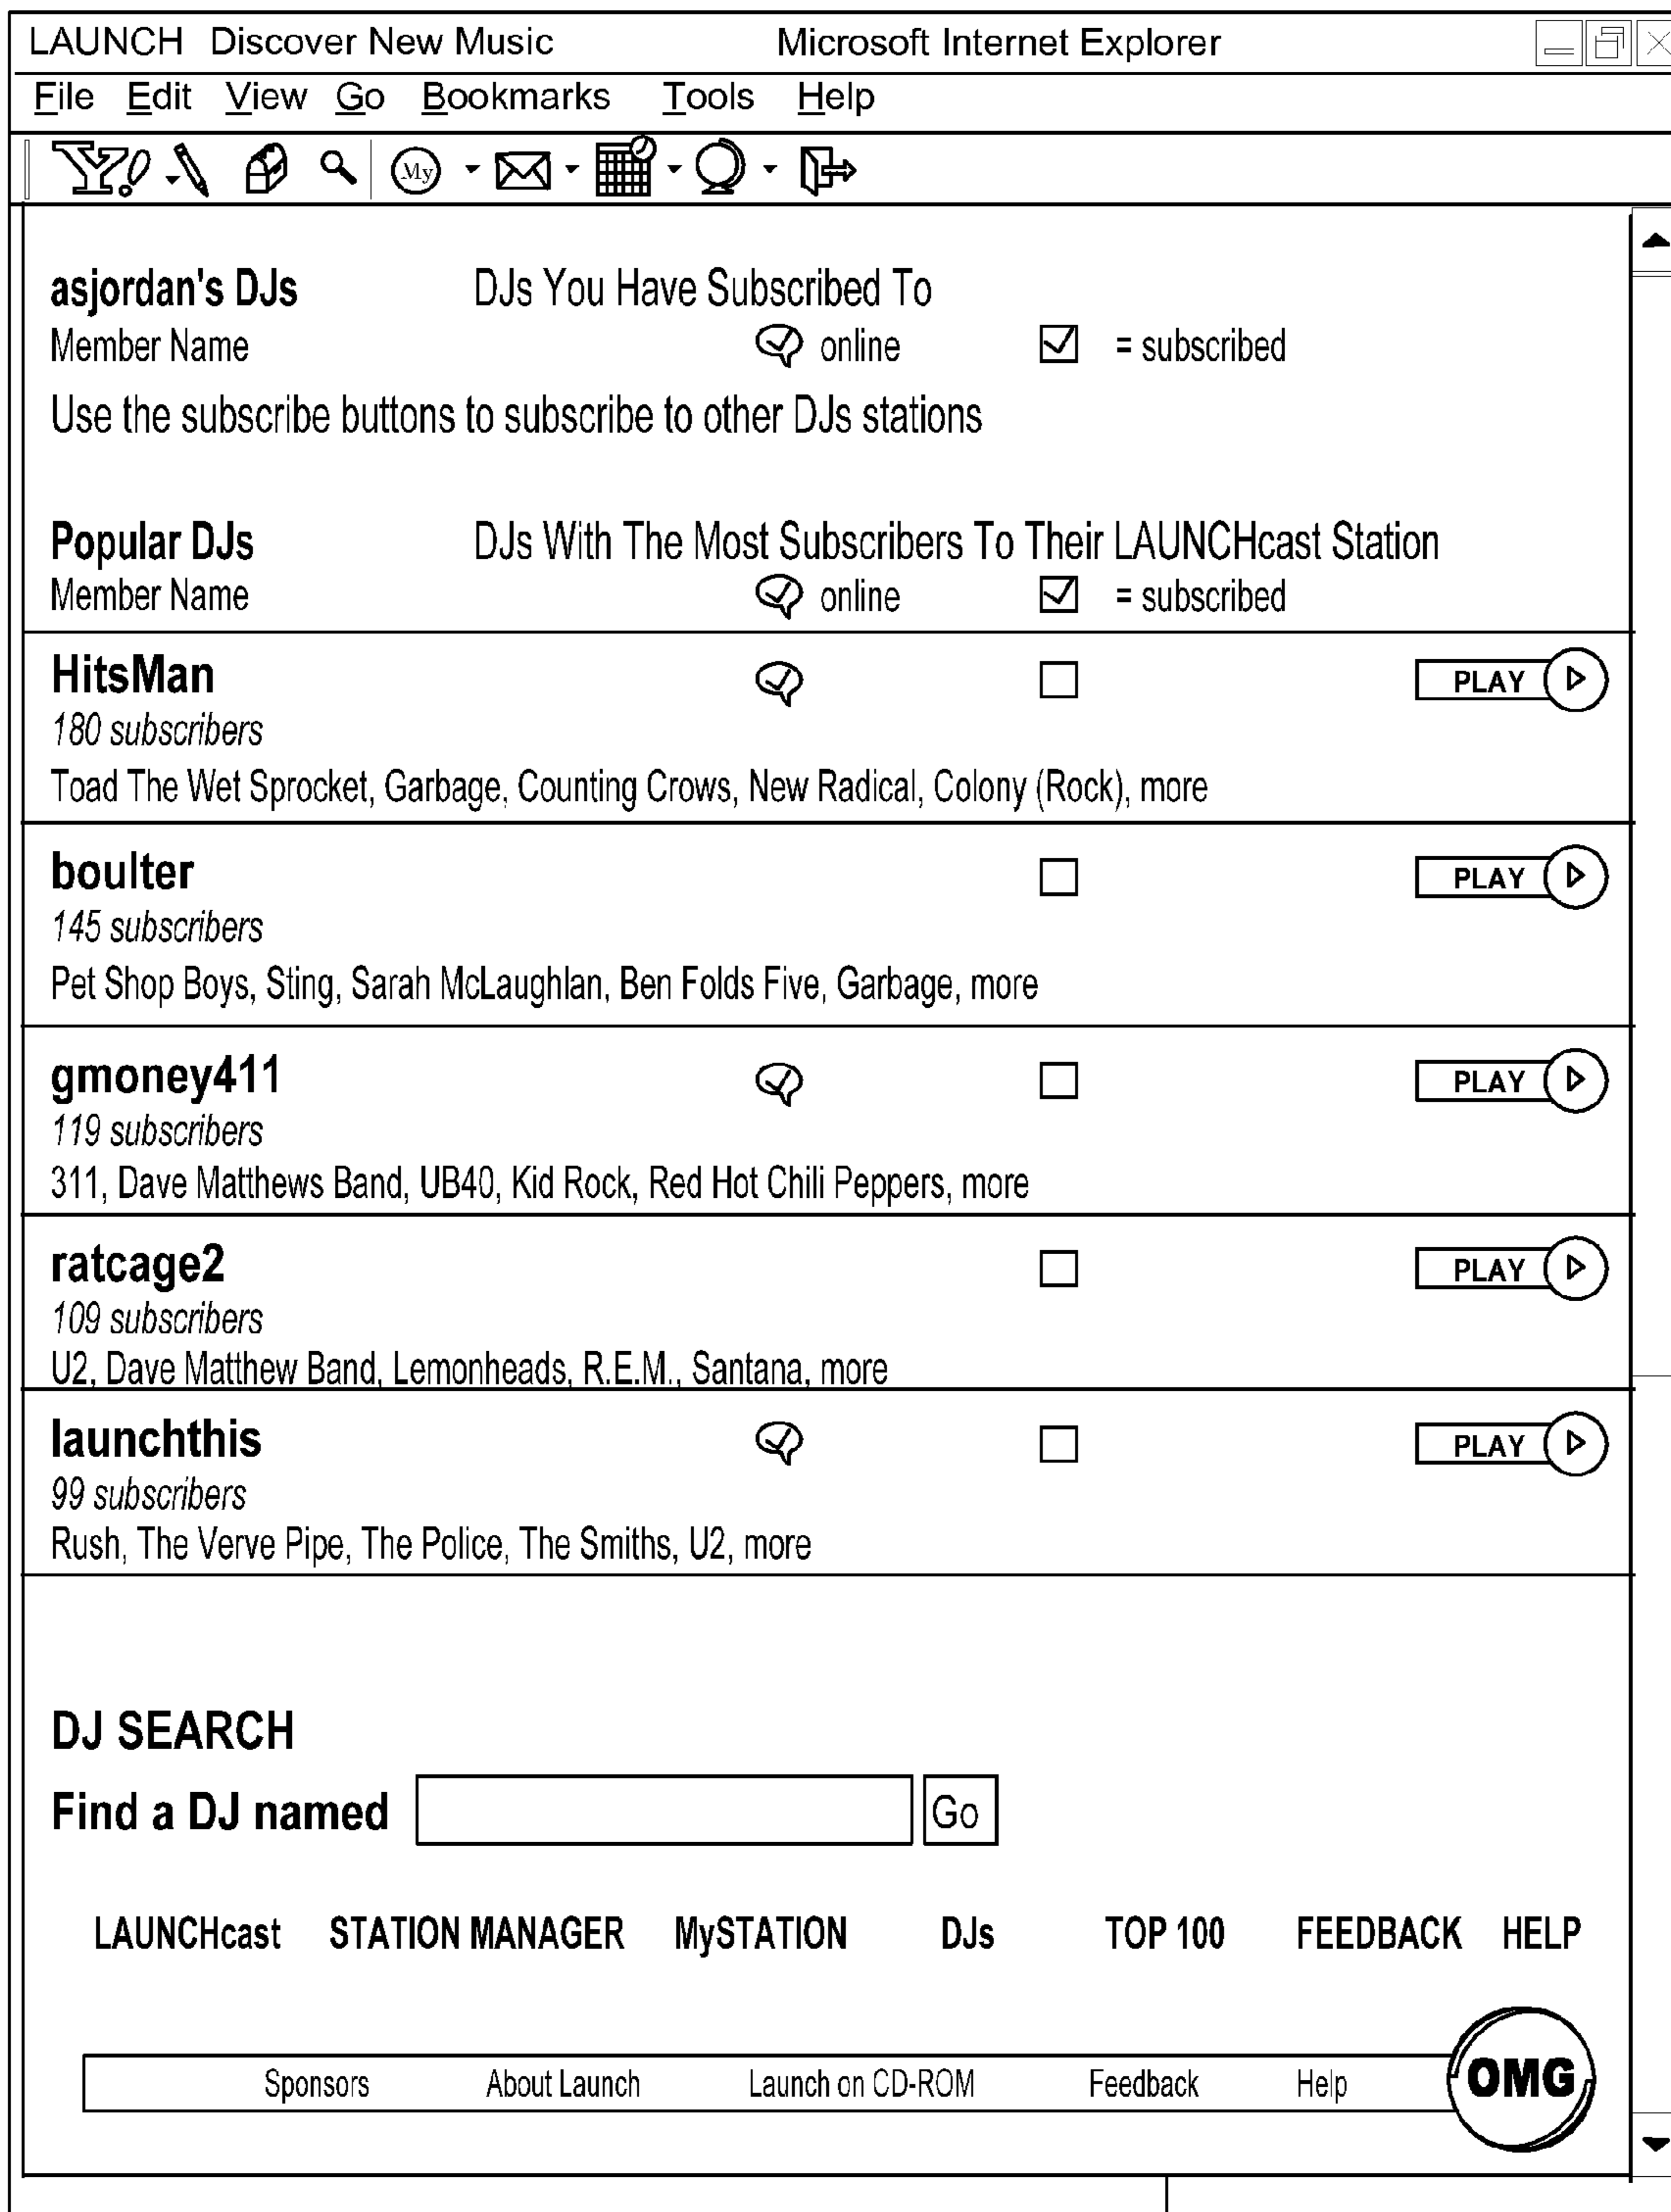 LAUNCH Discover New Music Microsoft Internet Explorer
File Edit View Go Bookmarks Tools Help
Y! My
asjordan's DJs DJs You Have Subscribed To
Member Name online = subscribed
Use the subscribe buttons to subscribe to other DJs stations
Popular DJs DJs With The Most Subscribers To Their LAUNCHcast Station
Member Name online = subscribed
HitsMan PLAY
180 subscribers
Toad The Wet Sprocket, Garbage, Counting Crows, New Radical, Colony (Rock), more
boulter PLAY
145 subscribers
Pet Shop Boys, Sting, Sarah McLaughlan, Ben Folds Five, Garbage, more
gmoney411 PLAY
119 subscribers
311, Dave Matthews Band, UB40, Kid Rock, Red Hot Chili Peppers, more
ratcage2 PLAY
109 subscribers
U2, Dave Matthew Band, Lemonheads, R.E.M., Santana, more
launchthis PLAY
99 subscribers
Rush, The Verve Pipe, The Police, The Smiths, U2, more
DJ SEARCH
Find a DJ named Go
LAUNCHcast STATION MANAGER MySTATION DJs TOP 100 FEEDBACK HELP
Sponsors About Launch Launch on CD-ROM Feedback Help OMG